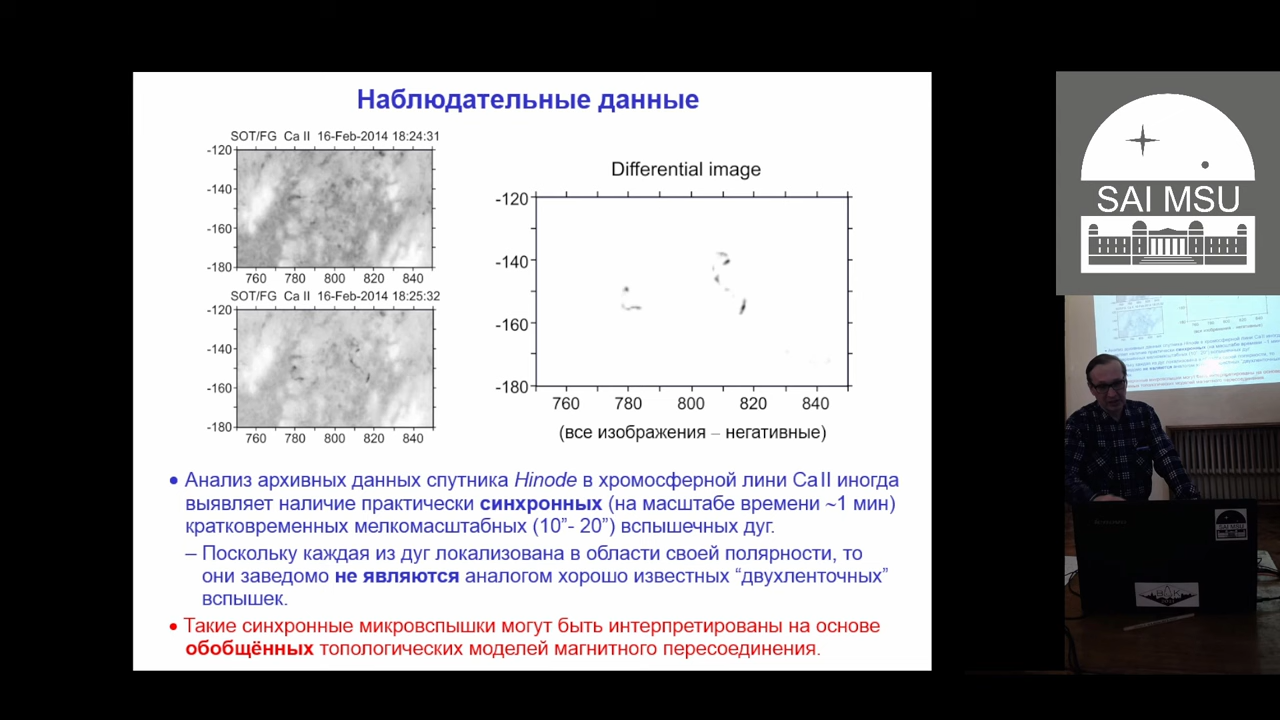 Наблюдательные данные
SOT/FG Ca II 16-Feb-2014 18:24:31
-120
-140
-160
-180
760 780 800 820 840
SOT/FG Ca II 16-Feb-2014 18:25:32
-120
-140
-160
-180
760 780 800 820 840
Differential image
-120
-140
-160
-180
760 780 800 820 840
(все изображения – негативные)
• Анализ архивных данных спутника Hinode в хромосферной лини Ca II иногда
выявляет наличие практически синхронных (на масштабе времени ~1 мин)
кратковременных мелкомасштабных (10”- 20”) вспышечных дуг.
– Поскольку каждая из дуг локализована в области своей полярности, то
они заведомо не являются аналогом хорошо известных “двухленточных”
вспышек.
• Такие синхронные микровспышки могут быть интерпретированы на основе
обобщённых топологических моделей магнитного пересоединения.
SAI MSU
SAI MSU